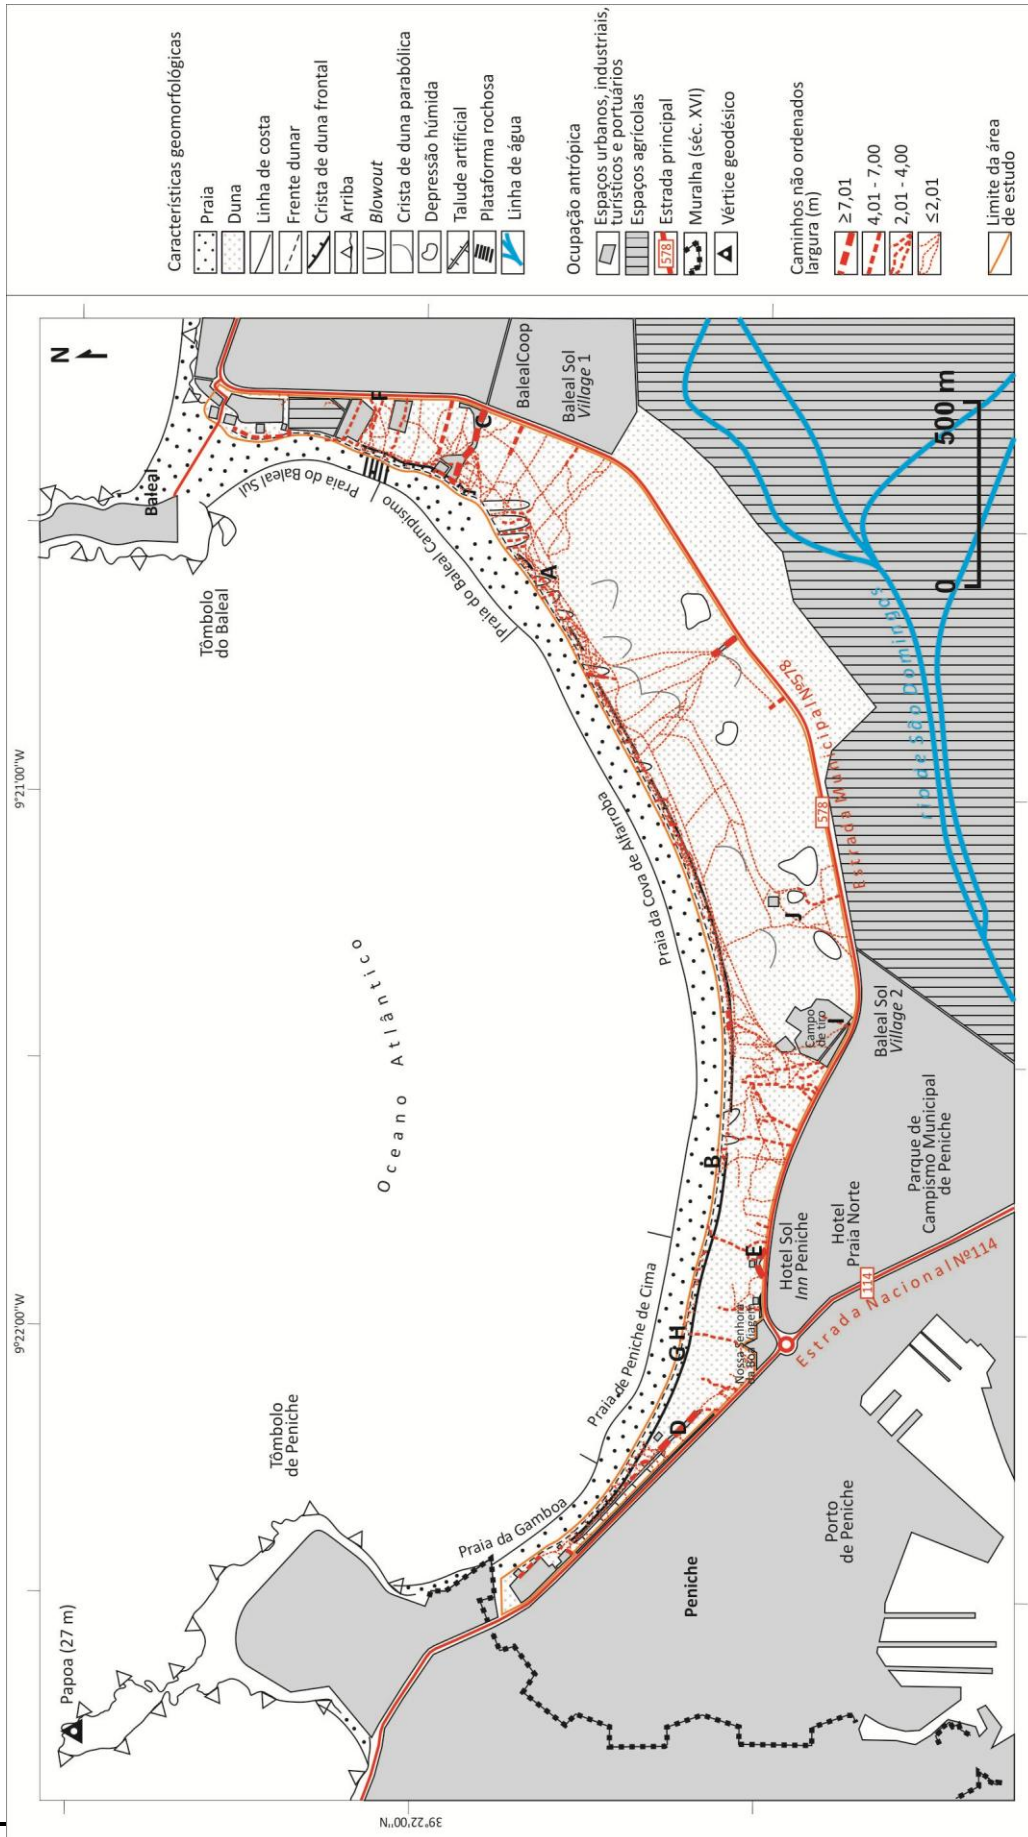 Características geomorfológicas
Praia
Duna
Linha de costa
Frente dunar
Crista de duna frontal
Arriba
Blowout
Crista de duna parabólica
Depressão húmida
Talude artificial
Plataforma rochosa
Linha de água
Ocupação antrópica
Espaços urbanos, industriais,
turísticos e portuários
Espaços agrícolas
578
Estrada principal
Muralha (séc. XVI)
Vértice geodésico
Caminhos não ordenados
largura (m)
≥7,01
4,01 - 7,00
2,01 - 4,00
≤2,01
Limite da área
de estudo
9°22'00''W
9°21'00''W
39°22'00''N
N
Papoa (27 m)
Tômbolo
de Peniche
Oceano Atlântico
Tômbolo
do Baleal
Baleal
Praia da Gamboa
Praia de Peniche de Cima
Praia da Cova de Alfarroba
Praia do Baleal Campismo
Praia do Baleal Sul
A
B
C
D
E
F
G H
I
J
Nossa Senhora
da Boa Viagem
Campo
de tiro
Hotel Sol
Inn Peniche
Hotel
Praia Norte
Parque de
Campismo Municipal
de Peniche
Baleal Sol
Village 2
Baleal Sol
Village 1
BalealCoop
Peniche
Porto
de Peniche
114
Estrada Nacional Nº114
578
Estrada Municipal Nº578
rio de São Domingos
0 500 m